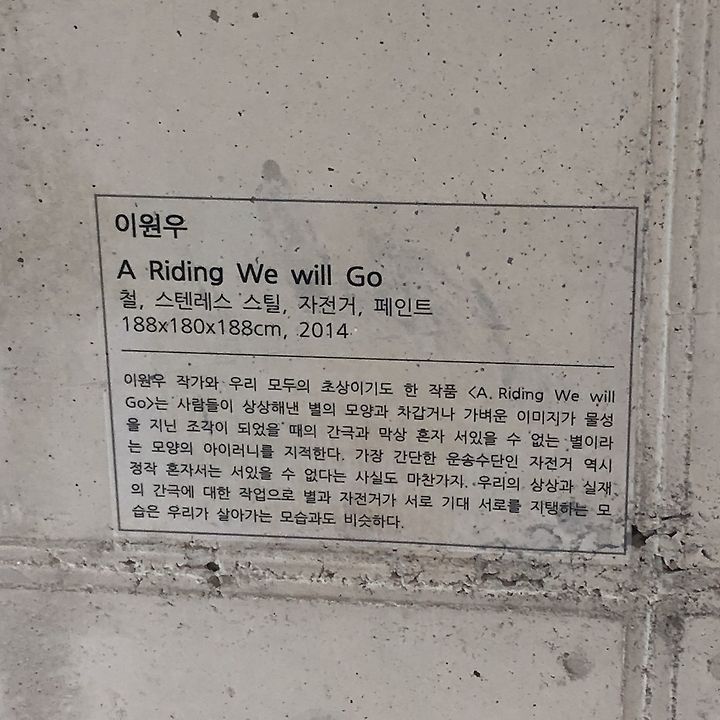 이원우
A Riding We will Go
철, 스텐레스 스틸, 자전거, 페인트
188x180x188cm, 2014
이원우 작가와 우리 모두의 초상이기도 한 작품 <A Riding We will
Go>는 사람들이 상상해낸 별의 모양과 차갑거나 가벼운 이미지가 물성
을 지닌 조각이 되었을 때의 간극과 막상 혼자 서있을 수 없는 별이라
는 모양의 아이러니를 지적한다. 가장 간단한 운송수단인 자전거 역시
정작 혼자서는 서있을 수 없다는 사실도 마찬가지. 우리의 상상과 실재
의 간극에 대한 작업으로 별과 자전거가 서로 기대 서로를 지탱하는 모
습은 우리가 살아가는 모습과도 비슷하다.